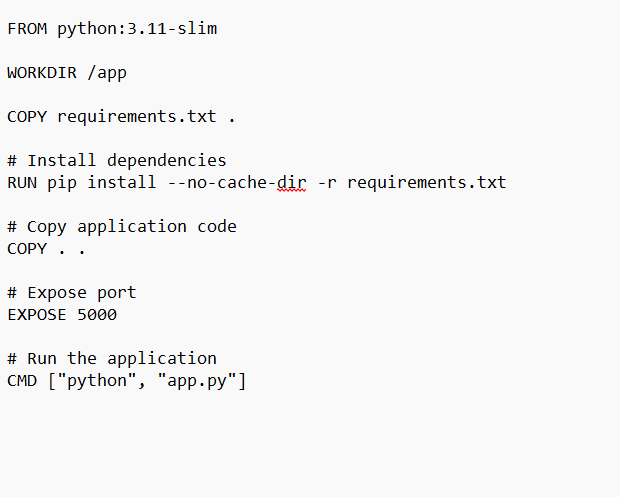 FROM python:3.11-slim
WORKDIR /app
COPY requirements.txt .
# Install dependencies
RUN pip install --no-cache-dir -r requirements.txt
# Copy application code
COPY . .
# Expose port
EXPOSE 5000
# Run the application
CMD ["python", "app.py"]